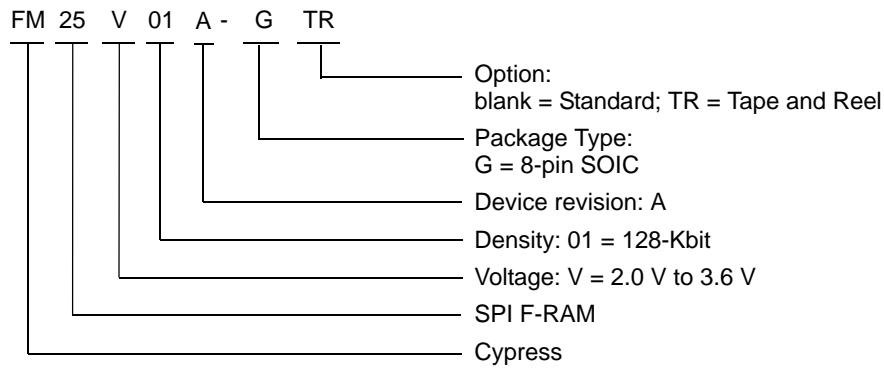 FM 25 V 01 A - G TR
Option:
blank = Standard; TR = Tape and Reel
Package Type:
G = 8-pin SOIC
Device revision: A
Density: 01 = 128-Kbit
Voltage: V = 2.0 V to 3.6 V
SPI F-RAM
Cypress